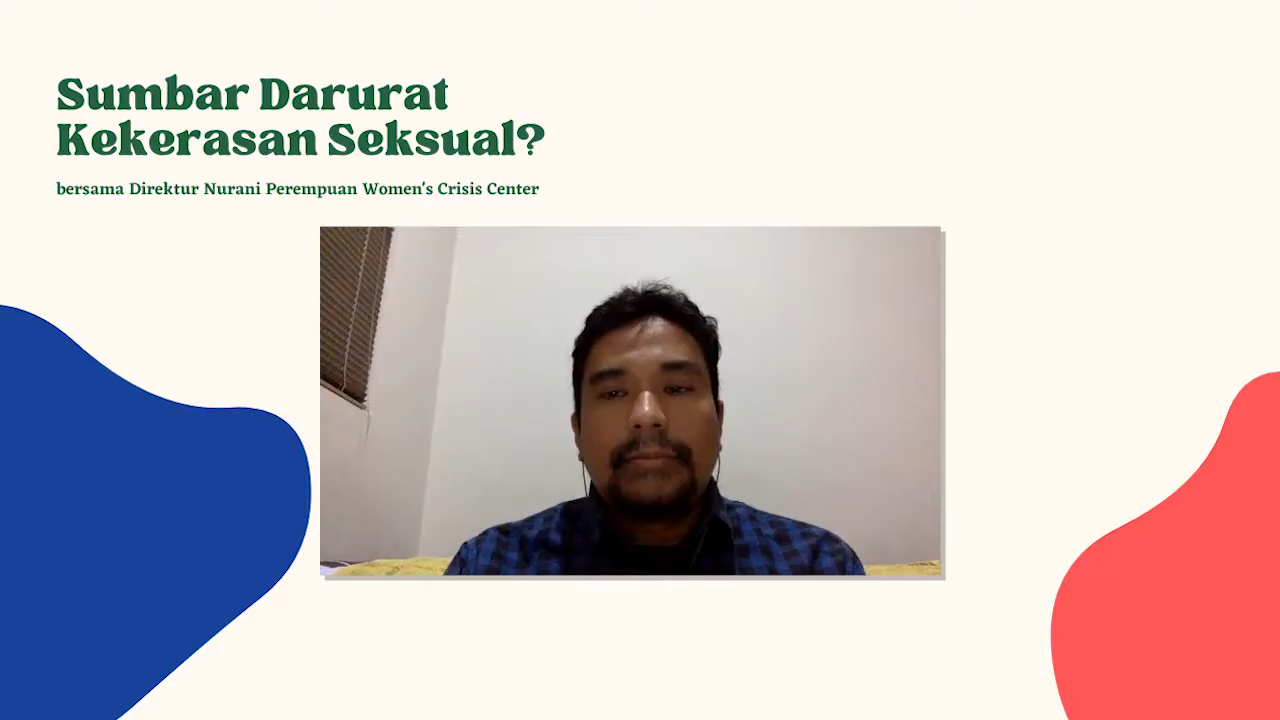 Sumbar Darurat
Kekerasan Seksual?
bersama Direktur Nurani Perempuan Women's Crisis Center